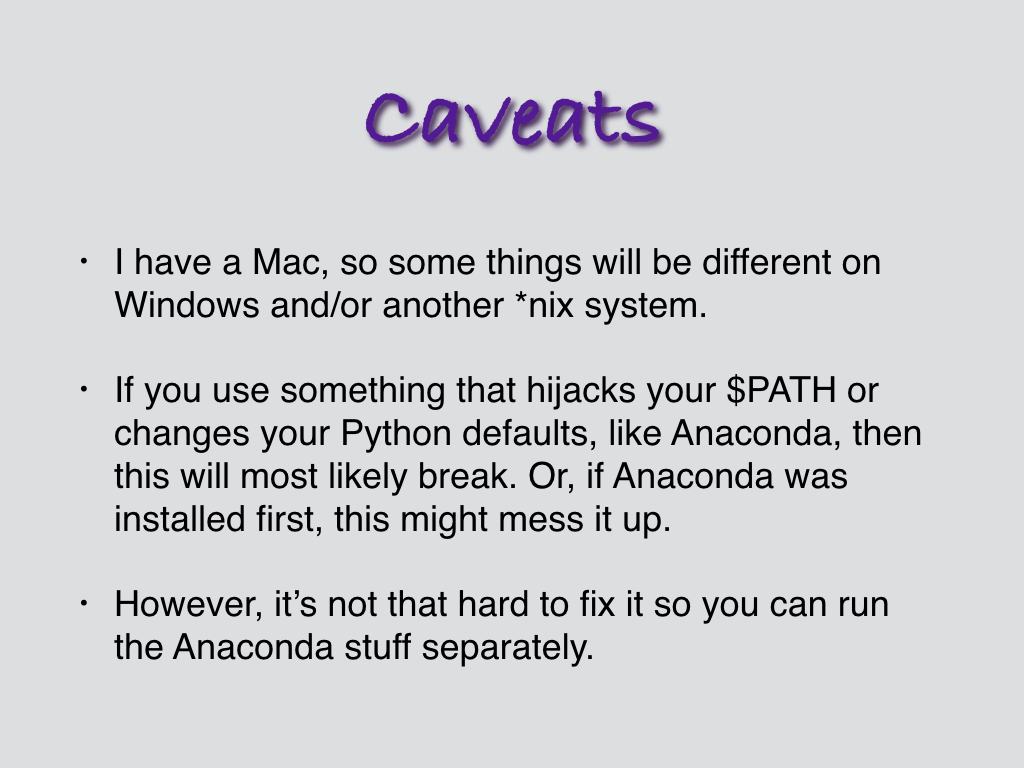 Caveats
• I have a Mac, so some things will be different on
Windows and/or another *nix system.
• If you use something that hijacks your $PATH or
changes your Python defaults, like Anaconda, then
this will most likely break. Or, if Anaconda was
installed first, this might mess it up.
• However, it’s not that hard to fix it so you can run
the Anaconda stuff separately.